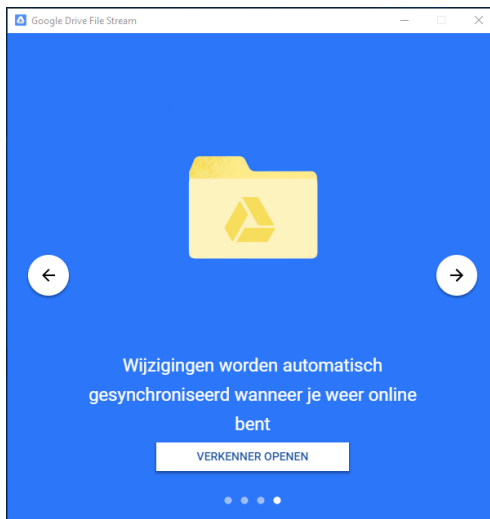 Google Drive File Stream
Wijzigingen worden automatisch
gesynchroniseerd wanneer je weer online
bent
VERKENNER OPENEN